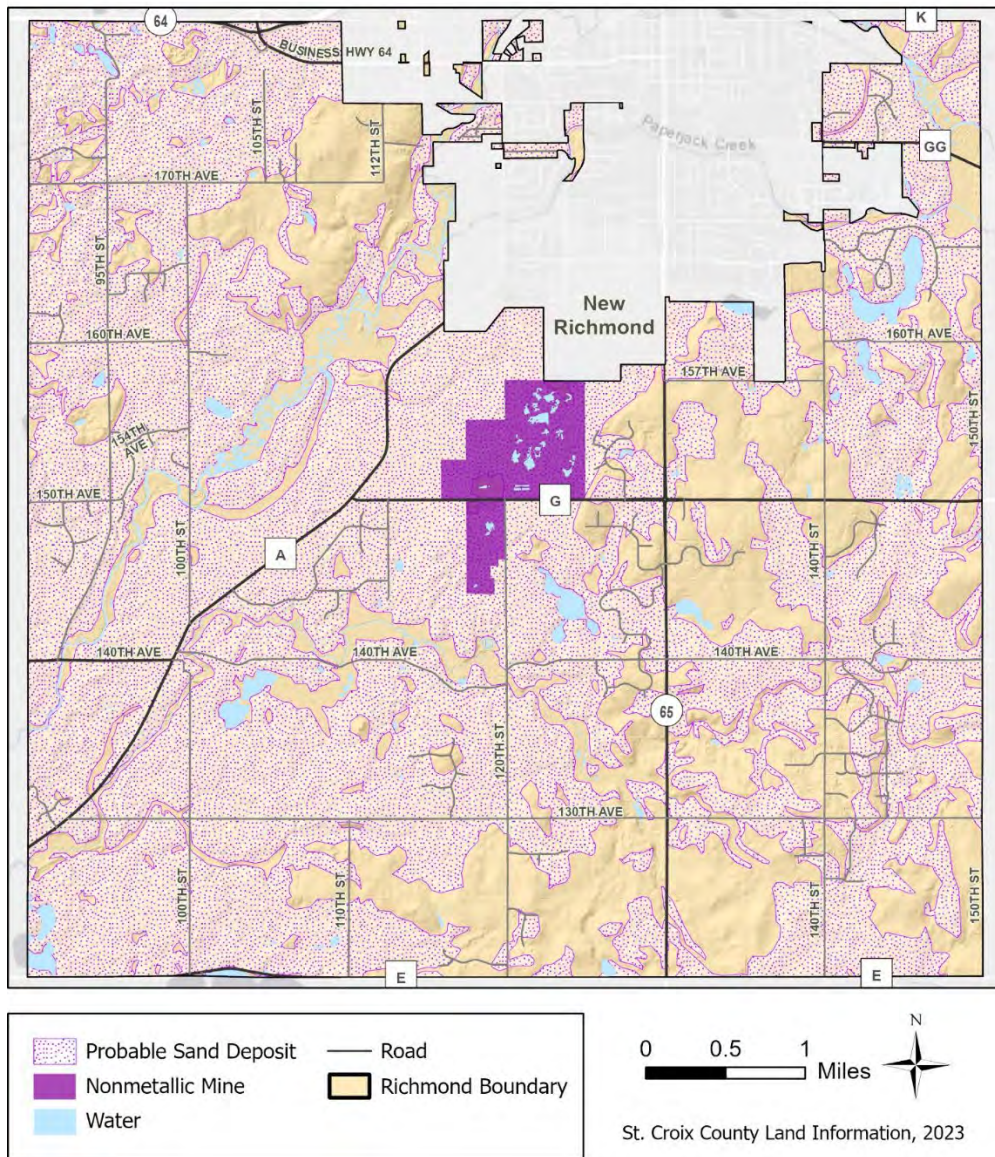 64
K
BUSINESS HWY 64
105TH ST
112TH ST
Paperjack Creek
GG
170TH AVE
95TH ST
New
Richmond
160TH AVE
160TH AVE
157TH AVE
150TH ST
154TH
AVE
150TH AVE
G
100TH ST
A
140TH ST
140TH AVE
140TH AVE
140TH AVE
65
120TH ST
130TH AVE
100TH ST
110TH ST
140TH ST
150TH ST
E
E
Probable Sand Deposit
Road
Nonmetallic Mine
Richmond Boundary
Water
0 0.5 1
Miles
N
St. Croix County Land Information, 2023